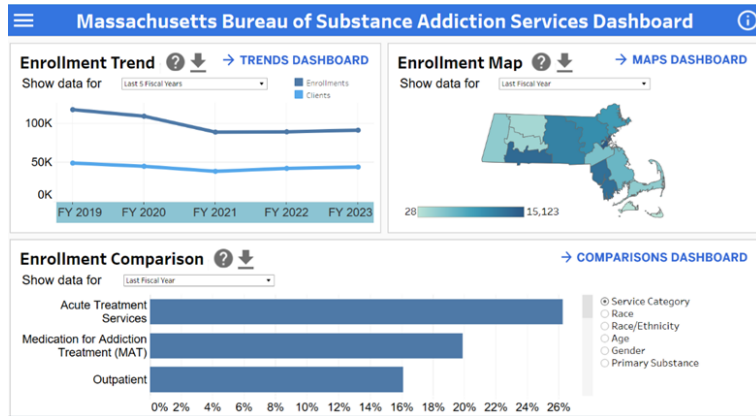 Massachusetts Bureau of Substance Addiction Services Dashboard
Enrollment Trend ? → TRENDS DASHBOARD
Show data for Last 5 Fiscal Years
Enrollments
Clients
100K
50K
0K
FY 2019 FY 2020 FY 2021 FY 2022 FY 2023
Enrollment Map ? → MAPS DASHBOARD
Show data for Last Fiscal Year
28 15,123
Enrollment Comparison ? → COMPARISONS DASHBOARD
Show data for Last Fiscal Year
Acute Treatment
Services
Medication for Addiction
Treatment (MAT)
Outpatient
0% 2% 4% 6% 8% 10% 12% 14% 16% 18% 20% 22% 24% 26%
Service Category
Race
Race/Ethnicity
Age
Gender
Primary Substance